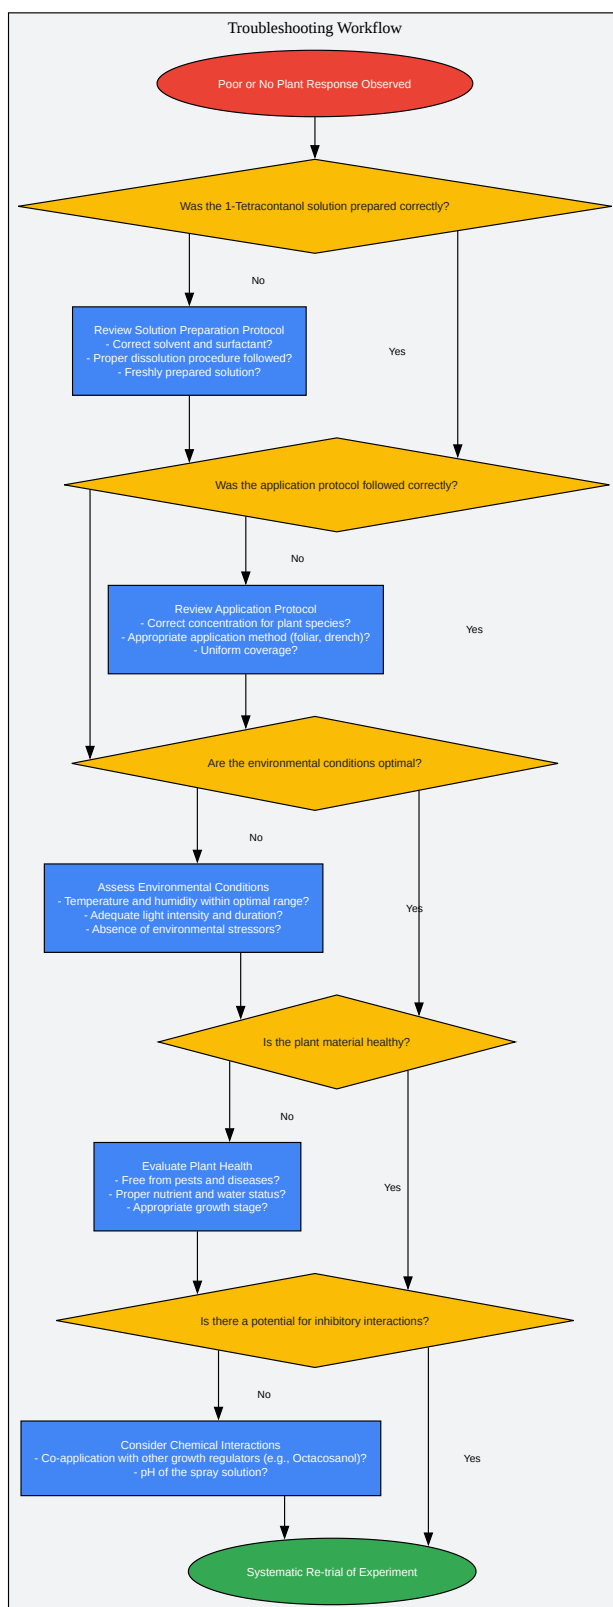 Troubleshooting Workflow
Poor or No Plant Response Observed
Was the 1-Tetracontanol solution prepared correctly?
No
Review Solution Preparation Protocol
- Correct solvent and surfactant?
- Proper dissolution procedure followed?
- Freshly prepared solution?
Yes
Was the application protocol followed correctly?
No
Review Application Protocol
- Correct concentration for plant species?
- Appropriate application method (foliar, drench)?
- Uniform coverage?
Yes
Are the environmental conditions optimal?
No
Assess Environmental Conditions
- Temperature and humidity within optimal range?
- Adequate light intensity and duration?
- Absence of environmental stressors?
Yes
Is the plant material healthy?
No
Evaluate Plant Health
- Free from pests and diseases?
- Proper nutrient and water status?
- Appropriate growth stage?
Yes
Is there a potential for inhibitory interactions?
No
Consider Chemical Interactions
- Co-application with other growth regulators (e.g., Octacosanol)?
- pH of the spray solution?
Yes
Systematic Re-trial of Experiment